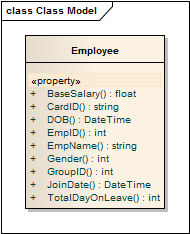 class Class Model
Employee
«property»
+ BaseSalary() : float
+ CardID() : string
+ DOB() : DateTime
+ EmpID() : int
+ EmpName() : string
+ Gender() : int
+ GroupID() : int
+ JoinDate() : DateTime
+ TotalDayOnLeave() : int